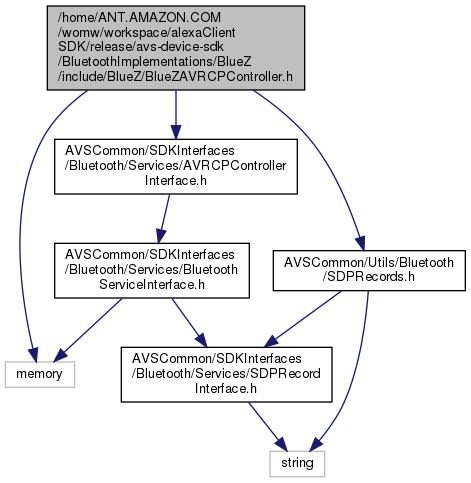 /home/ANT.AMAZON.COM
/womw/workspace/alexaClient
SDK/release/avs-device-sdk
/BluetoothImplementations/BlueZ
/include/BlueZ/BlueZAVRCPController.h
AVSCommon/SDKInterfaces
/Bluetooth/Services/AVRCPController
Interface.h
AVSCommon/SDKInterfaces
/Bluetooth/Services/Bluetooth
ServiceInterface.h
AVSCommon/Utils/Bluetooth
/SDPRecords.h
memory
AVSCommon/SDKInterfaces
/Bluetooth/Services/SDPRecord
Interface.h
string